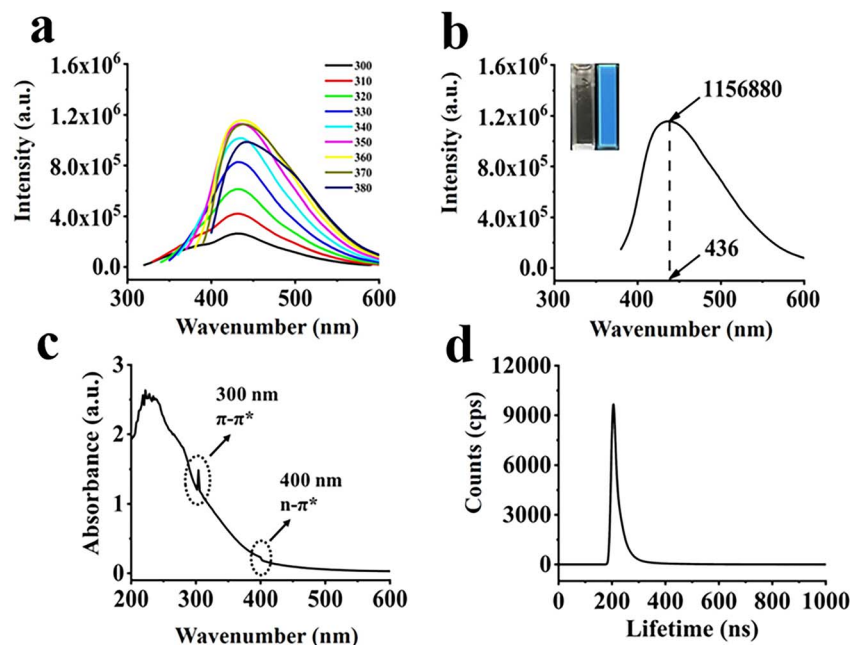 a
Intensity (a.u.)
1.6x10⁶
1.2x10⁶
8.0x10⁵
4.0x10⁵
0.0
300
400
500
600
Wavenumber (nm)
300
310
320
330
340
350
360
370
380
b
Intensity (a.u.)
1.6x10⁶
1.2x10⁶
8.0x10⁵
4.0x10⁵
0.0
300
400
500
600
Wavenumber (nm)
1156880
436
c
Absorbance (a.u.)
3
2
1
0
200
300
400
500
600
Wavenumber (nm)
300 nm
π-π*
400 nm
n-π*
d
Counts (cps)
12000
9000
6000
3000
0
0
200
400
600
800
1000
Lifetime (ns)